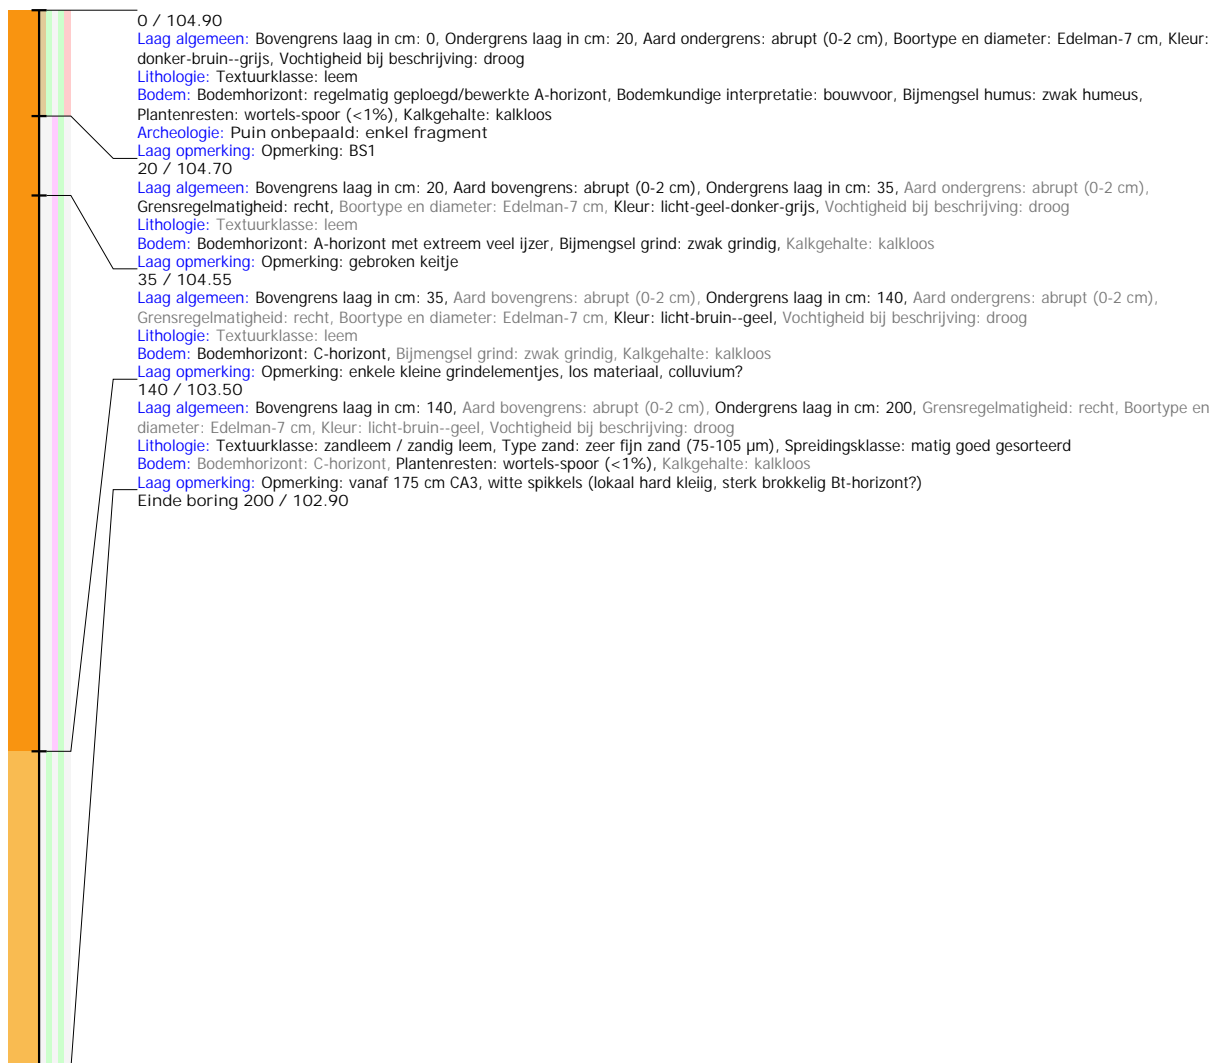 0 / 104.90
Laag algemeen: Bovengrens laag in cm: 0, Ondergrens laag in cm: 20, Aard ondergrens: abrupt (0-2 cm), Boortype en diameter: Edelman-7 cm, Kleur:
donker-bruin--grijs, Vochtigheid bij beschrijving: droog
Lithologie: Textuurklasse: leem
Bodem: Bodemhorizont: regelmatig geploegd/bewerkte A-horizont, Bodemkundige interpretatie: bouwvoor, Bijmengsel humus: zwak humeus,
Plantenresten: wortels-spoor (<1%), Kalkgehalte: kalkloos
Archeologie: Puin onbepaald: enkel fragment
Laag opmerking: Opmerking: BS1
20 / 104.70
Laag algemeen: Bovengrens laag in cm: 20, Aard bovengrens: abrupt (0-2 cm), Ondergrens laag in cm: 35, Aard ondergrens: abrupt (0-2 cm),
Grensregelmatigheid: recht, Boortype en diameter: Edelman-7 cm, Kleur: licht-geel-donker-grijs, Vochtigheid bij beschrijving: droog
Lithologie: Textuurklasse: leem
Bodem: Bodemhorizont: A-horizont met extreem veel ijzer, Bijmengsel grind: zwak grindig, Kalkgehalte: kalkloos
Laag opmerking: Opmerking: gebroken keitje
35 / 104.55
Laag algemeen: Bovengrens laag in cm: 35, Aard bovengrens: abrupt (0-2 cm), Ondergrens laag in cm: 140, Aard ondergrens: abrupt (0-2 cm),
Grensregelmatigheid: recht, Boortype en diameter: Edelman-7 cm, Kleur: licht-bruin--geel, Vochtigheid bij beschrijving: droog
Lithologie: Textuurklasse: leem
Bodem: Bodemhorizont: C-horizont, Bijmengsel grind: zwak grindig, Kalkgehalte: kalkloos
Laag opmerking: Opmerking: enkele kleine grindelementjes, los materiaal, colluvium?
140 / 103.50
Laag algemeen: Bovengrens laag in cm: 140, Aard bovengrens: abrupt (0-2 cm), Ondergrens laag in cm: 200, Grensregelmatigheid: recht, Boortype en
diameter: Edelman-7 cm, Kleur: licht-bruin--geel, Vochtigheid bij beschrijving: droog
Lithologie: Textuurklasse: zandleem / zandig leem, Type zand: zeer fijn zand (75-105 µm), Spreidingsklasse: matig goed gesorteerd
Bodem: Bodemhorizont: C-horizont, Plantenresten: wortels-spoor (<1%), Kalkgehalte: kalkloos
Laag opmerking: Opmerking: vanaf 175 cm CA3, witte spikkels (lokaal hard kleiig, sterk brokkelig Bt-horizont?)
Einde boring 200 / 102.90